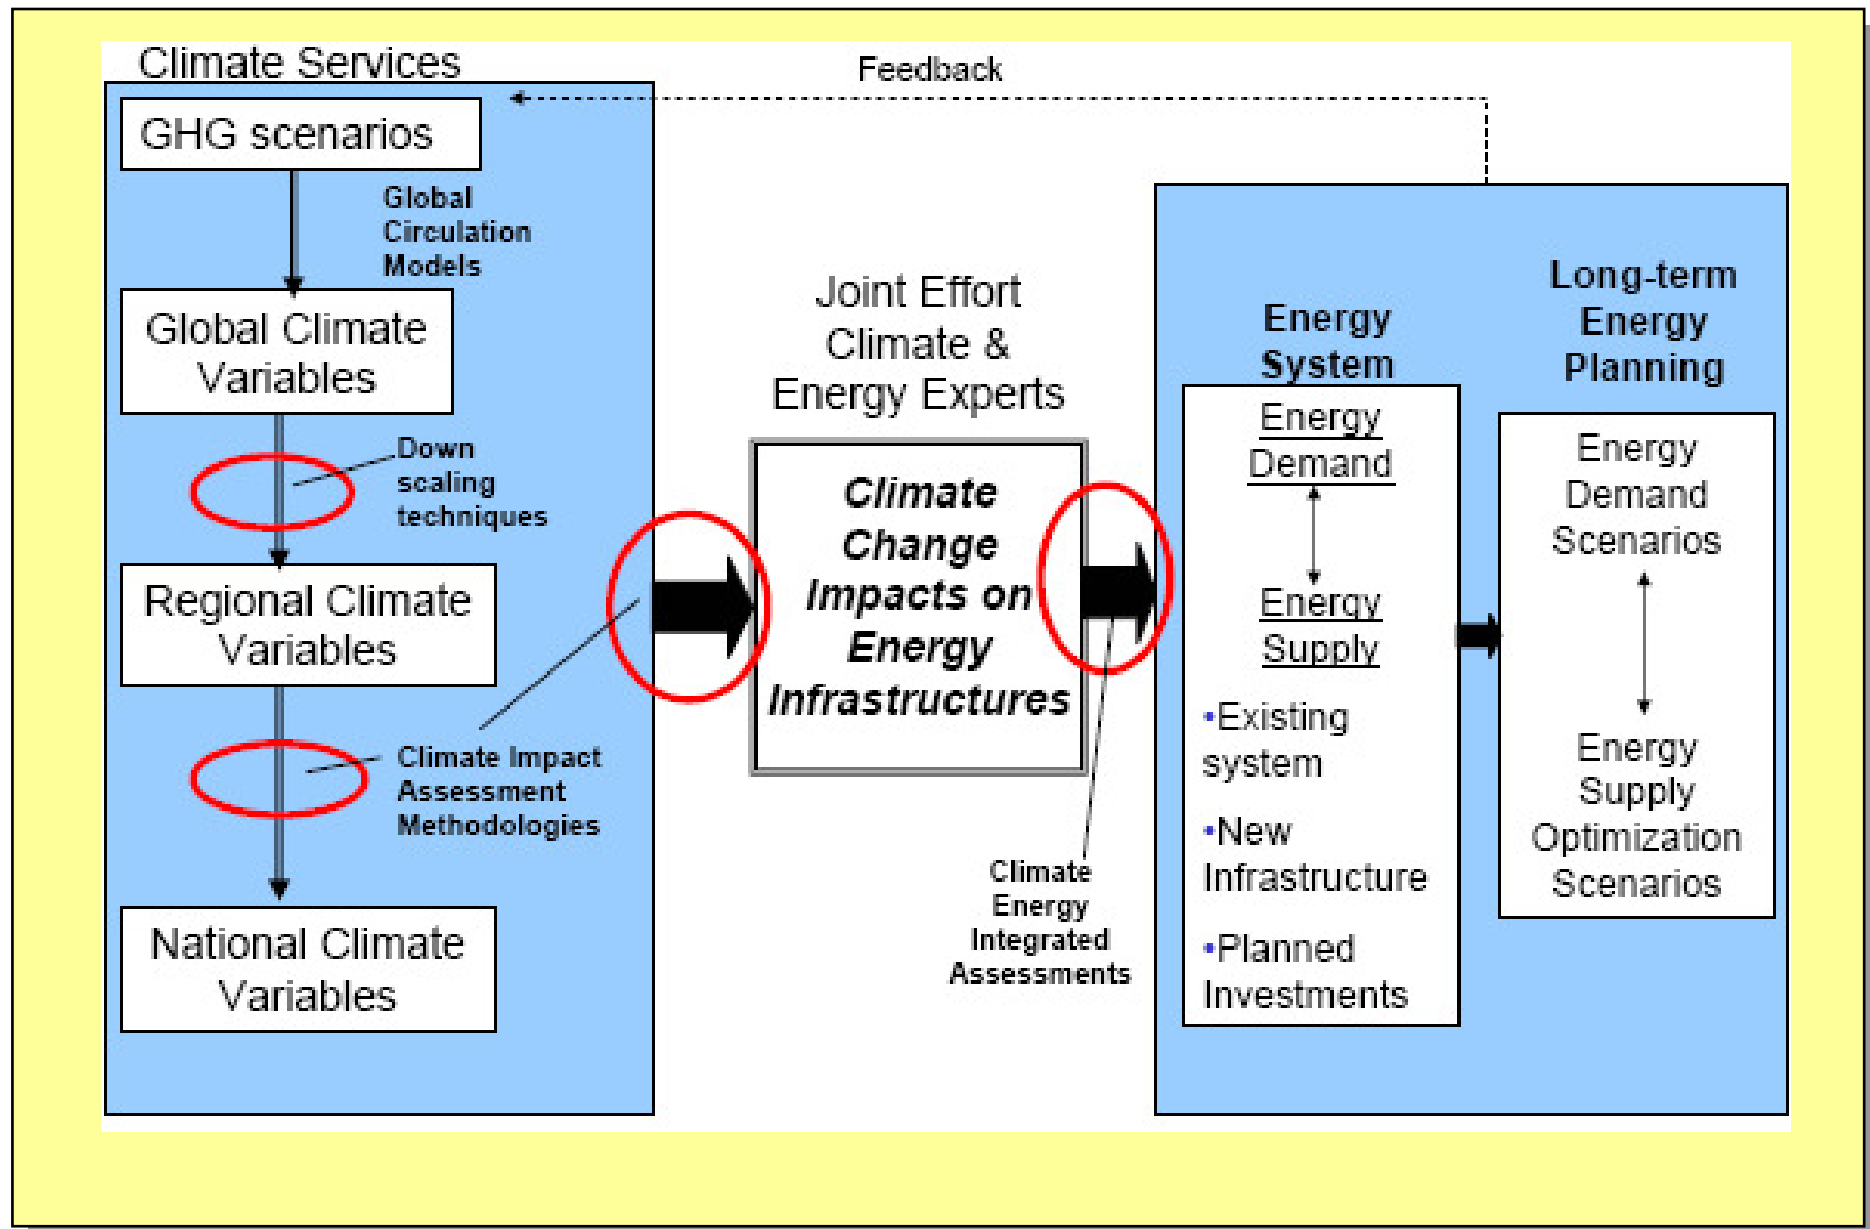 Climate Services
Feedback
GHG scenarios
Global
Circulation
Models
Global Climate
Variables
Down
scaling
techniques
Regional Climate
Variables
Climate Impact
Assessment
Methodologies
National Climate
Variables
Joint Effort
Climate &
Energy Experts
Climate
Change
Impacts on
Energy
Infrastructures
Climate
Energy
Integrated
Assessments
Energy
System
Energy
Demand
Energy
Supply
•Existing
system
•New
Infrastructure
•Planned
Investments
Long-term
Energy
Planning
Energy
Demand
Scenarios
Energy
Supply
Optimization
Scenarios